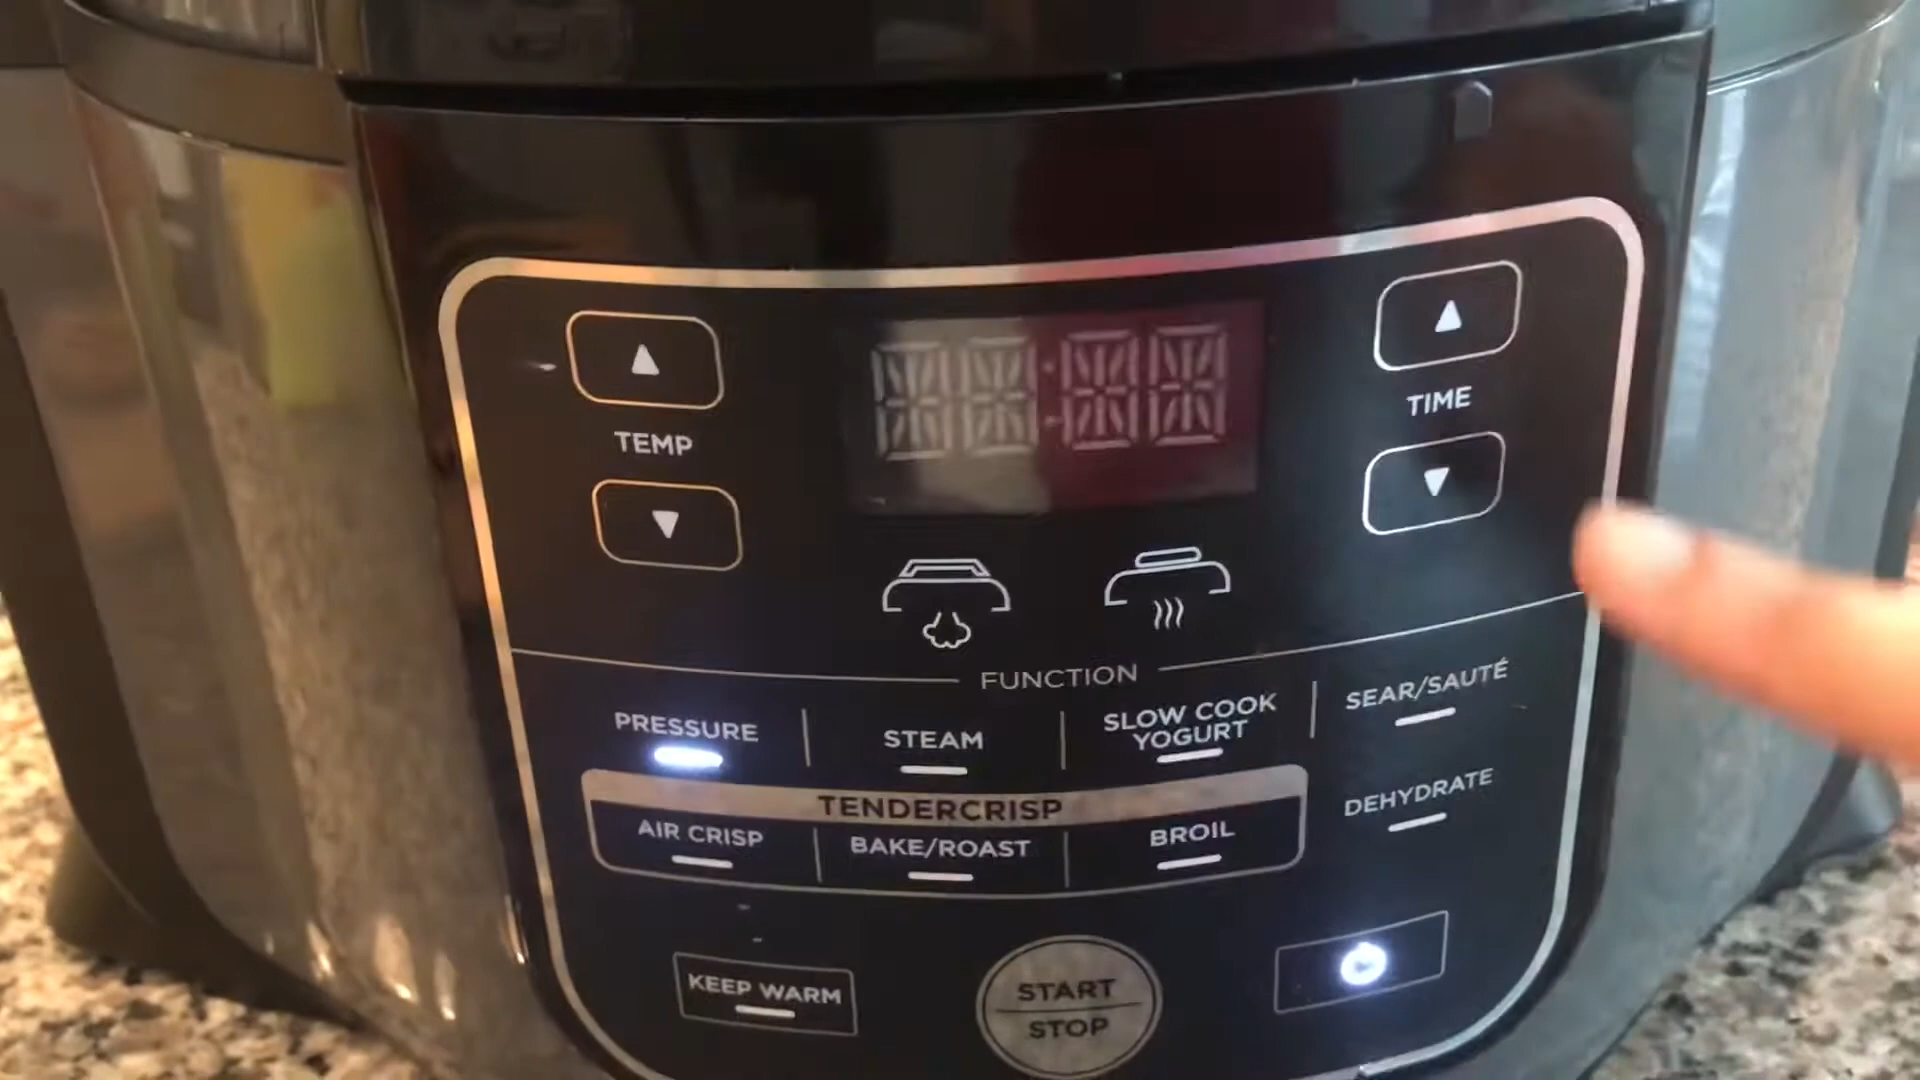 TEMP
TIME
FUNCTION
PRESSURE
STEAM
SLOW COOK
YOGURT
SEAR/SAUTÉ
TENDERCRISP
AIR CRISP
BAKE/ROAST
BROIL
DEHYDRATE
KEEP WARM
START
STOP